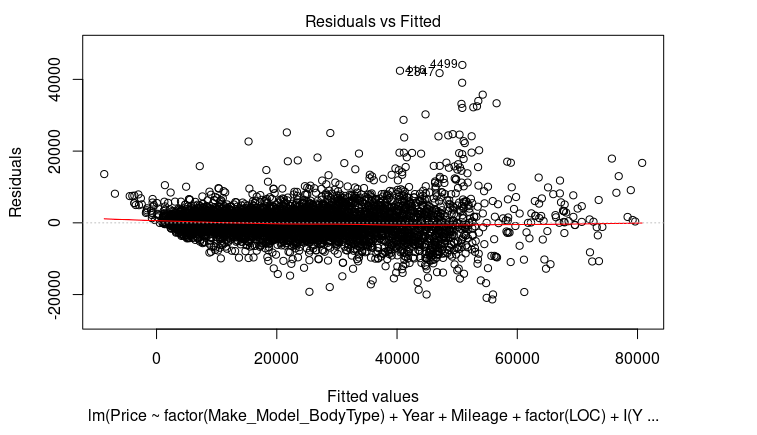 Residuals vs Fitted
4499
2847
40000
20000
0
-20000
Residuals
0 20000 40000 60000 80000
Fitted values
lm(Price ~ factor(Make_Model_BodyType) + Year + Mileage + factor(LOC) + I(Y ...